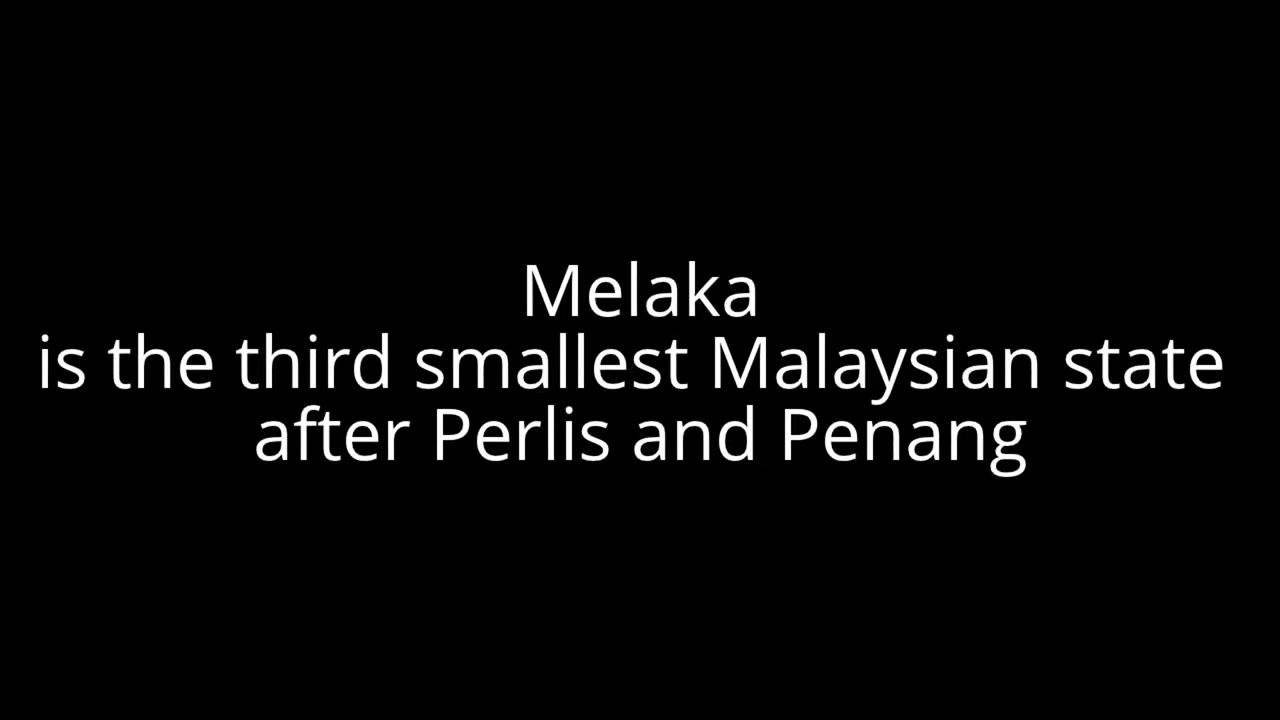 Melaka
is the third smallest Malaysian state
after Perlis and Penang